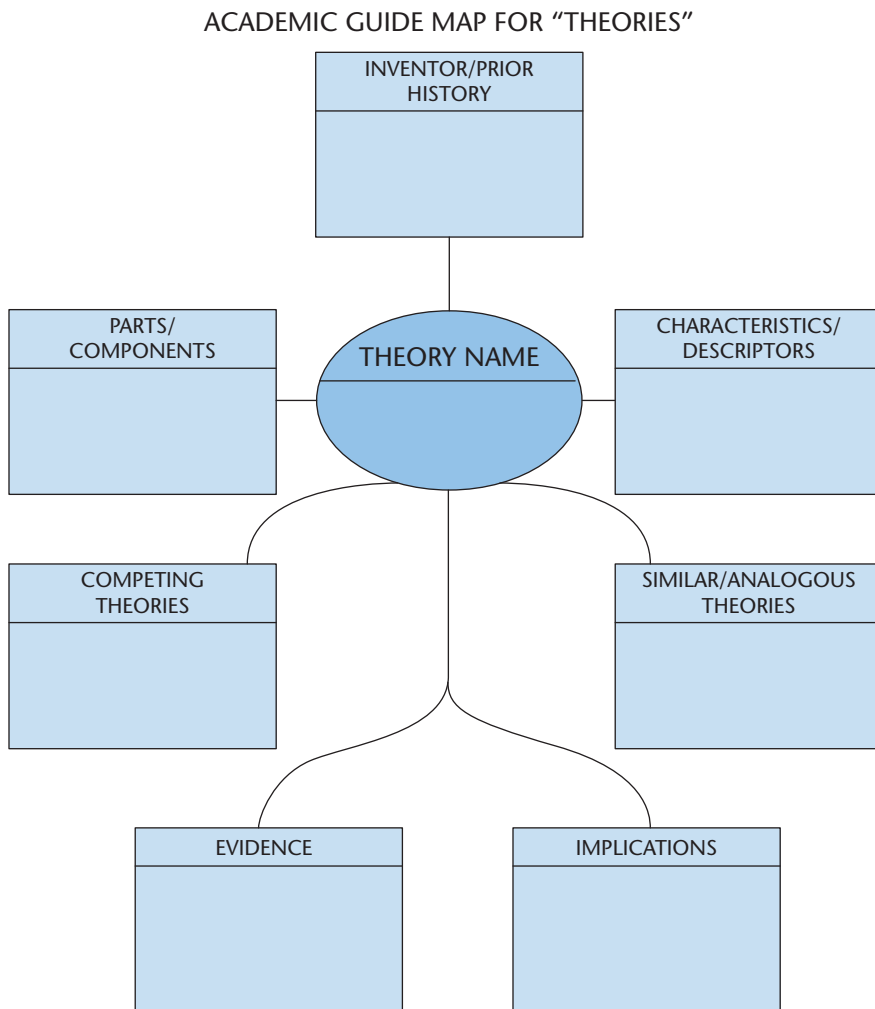 ACADEMIC GUIDE MAP FOR “THEORIES”
INVENTOR/PRIOR
HISTORY
PARTS/
COMPONENTS
THEORY NAME
CHARACTERISTICS/
DESCRIPTORS
COMPETING
THEORIES
SIMILAR/ANALOGOUS
THEORIES
EVIDENCE
IMPLICATIONS